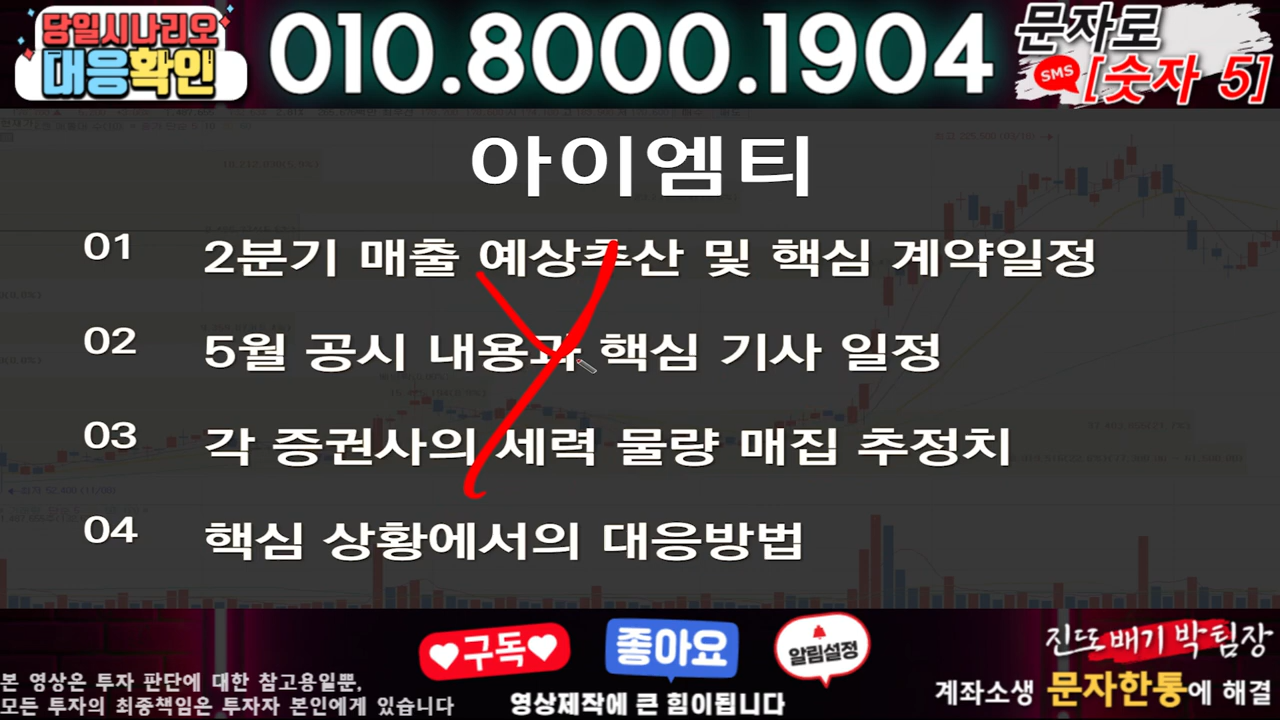 당일시나리오
대응확인
010.8000.1904
문자로
SMS
[숫자 5]
아이엠티
01 2분기 매출 예상추산 및 핵심 계약일정
02 5월 공시 내용과 핵심 기사 일정
03 각 증권사의 세력 물량 매집 추정치
04 핵심 상황에서의 대응방법
구독
좋아요
알림설정
영상제작에 큰 힘이됩니다
본 영상은 투자 판단에 대한 참고용일뿐,
모든 투자의 최종책임은 투자자 본인에게 있습니다
진또배기 박팀장
계좌소생 문자한통에 해결